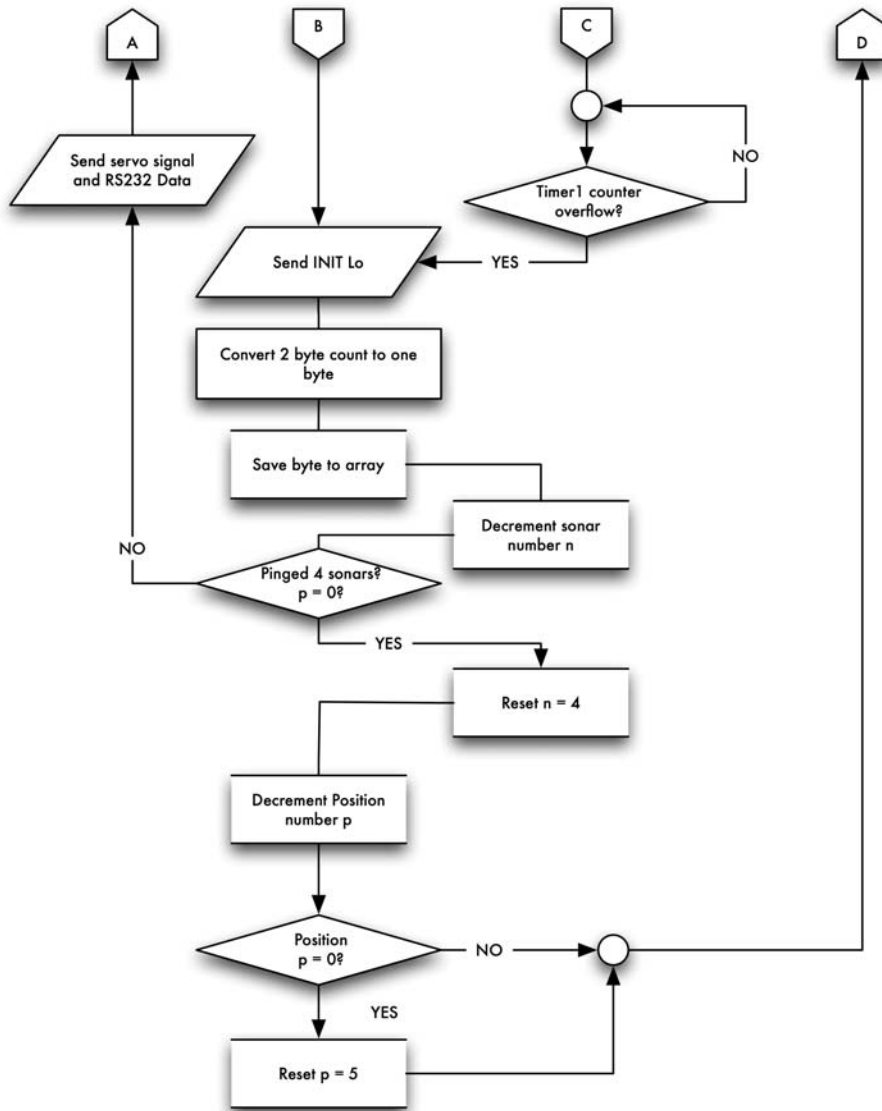 A
B
C
D
Send servo signal
and RS232 Data
NO
Timer1 counter
overflow?
Send INIT Lo
YES
Convert 2 byte count to one
byte
Save byte to array
Decrement sonar
number n
NO
Pinged 4 sonars?
p = 0?
YES
Reset n = 4
Decrement Position
number p
Position
p = 0?
NO
YES
Reset p = 5